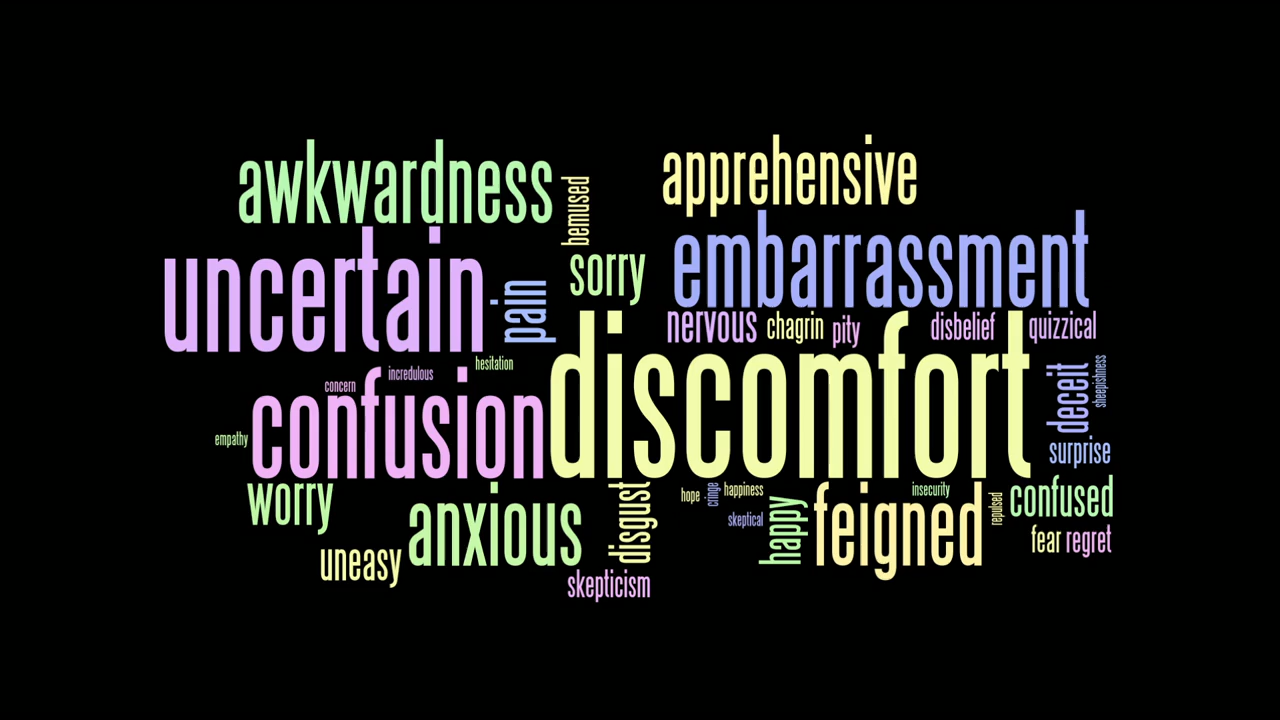 awkwardness
bemused
apprehensive
uncertain
pain
sorry
embarrassment
nervous
chagrin
pity
disbelief
quizzical
hesitation
incredulous
concern
confusion
discomfort
deceit
sheepishness
empathy
surprise
worry
anxious
disgust
hope
cringe
happiness
skeptical
happy
feigned
insecurity
repulsed
confused
uneasy
skepticism
fear
regret